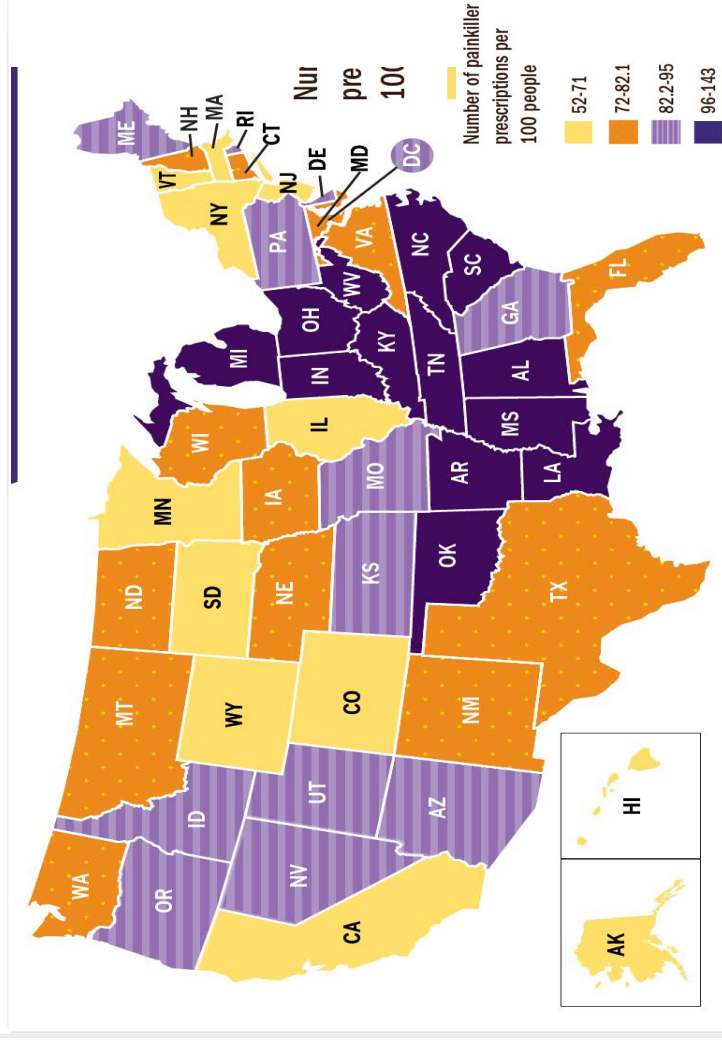 WA
MT
ND
MN
WI
MI
VT
ME
NH
MA
RI
CT
OR
ID
WY
SD
IA
NY
NJ
NV
UT
CO
NE
IL
IN
OH
PA
DE
MD
DC
CA
AZ
NM
KS
MO
KY
WV
VA
OK
AR
TN
NC
SC
TX
LA
MS
AL
GA
FL
AK
HI
Nu
pre
10
Number of painkiller
prescriptions per
100 people
52-71
72-82.1
82.2-95
96-143